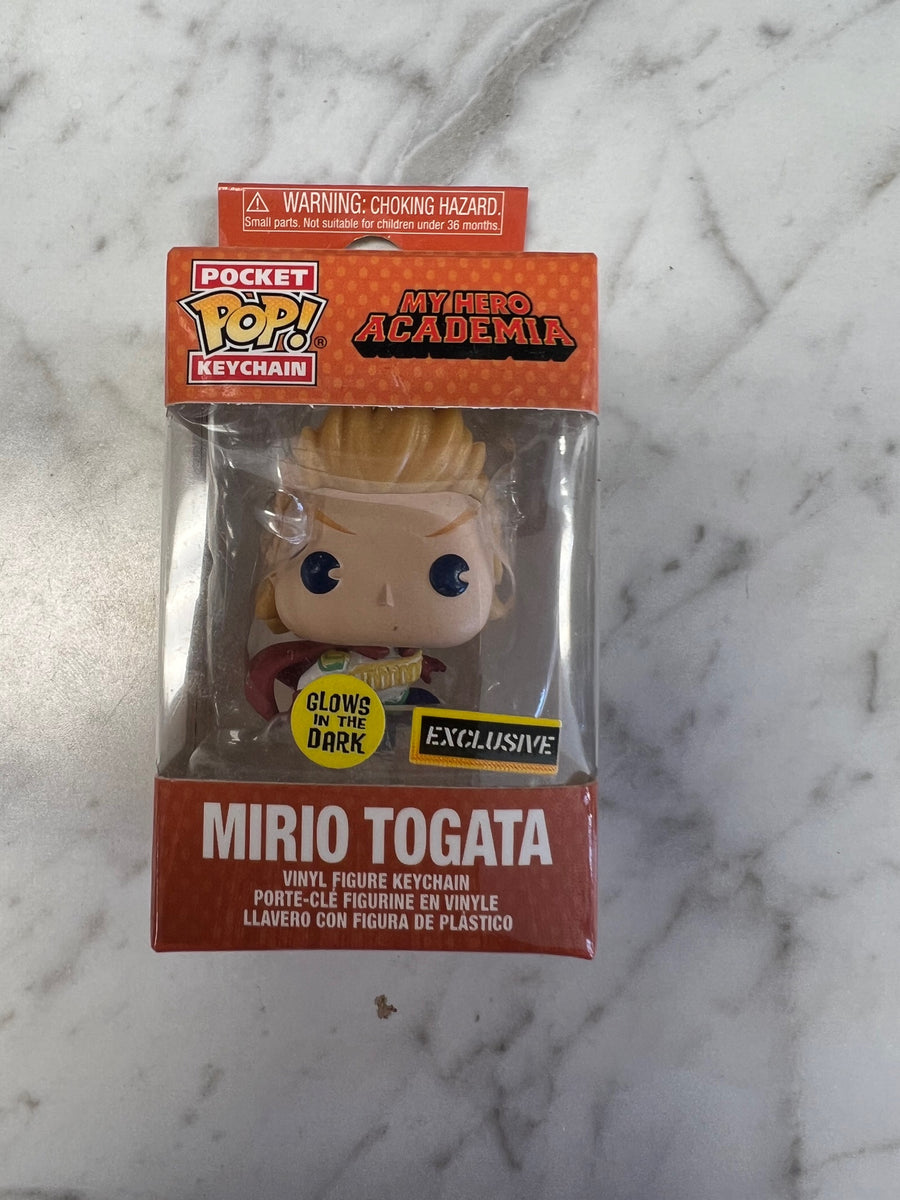 WARNING: CHOKING HAZARD.
Small parts. Not suitable for children under 36 months.
POCKET
POP!®
KEYCHAIN
MY HERO
ACADEMIA
GLOWS
IN THE
DARK
EXCLUSIVE
MIRIO TOGATA
VINYL FIGURE KEYCHAIN
PORTE-CLÉ FIGURINE EN VINYLE
LLAVERO CON FIGURA DE PLÁSTICO